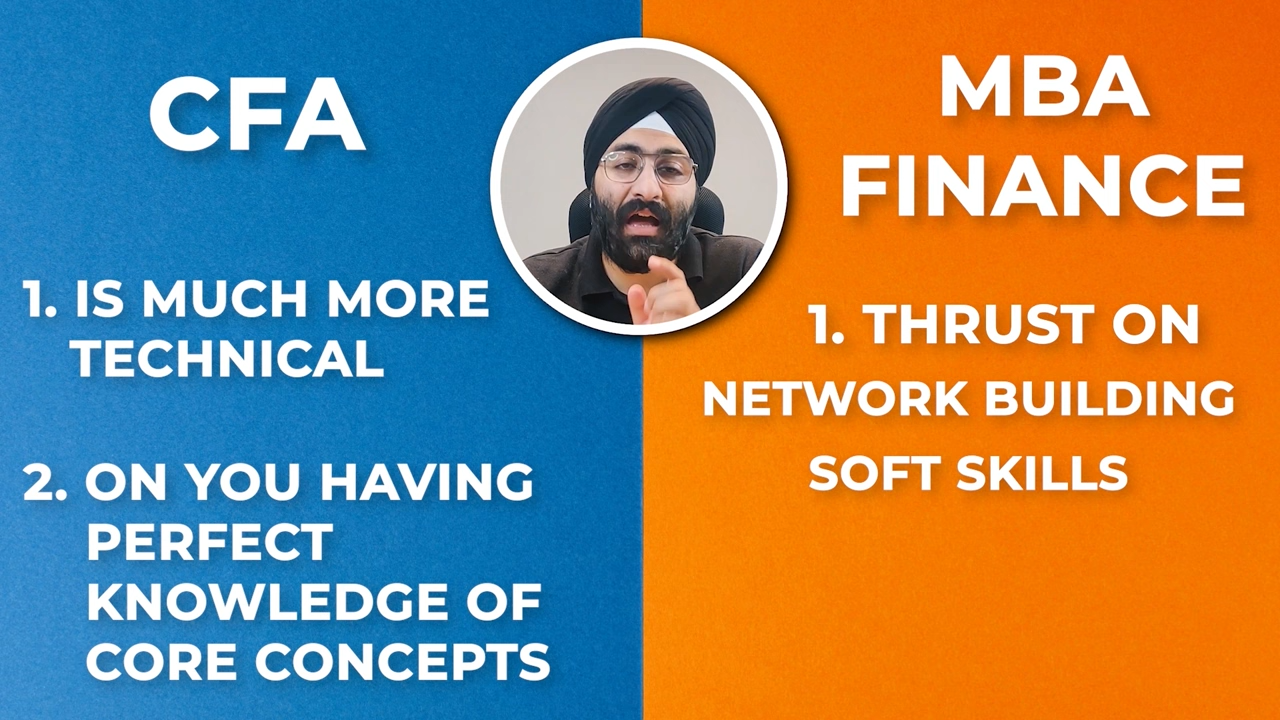 CFA
1. IS MUCH MORE
TECHNICAL
2. ON YOU HAVING
PERFECT
KNOWLEDGE OF
CORE CONCEPTS
MBA
FINANCE
1. THRUST ON
NETWORK BUILDING
SOFT SKILLS